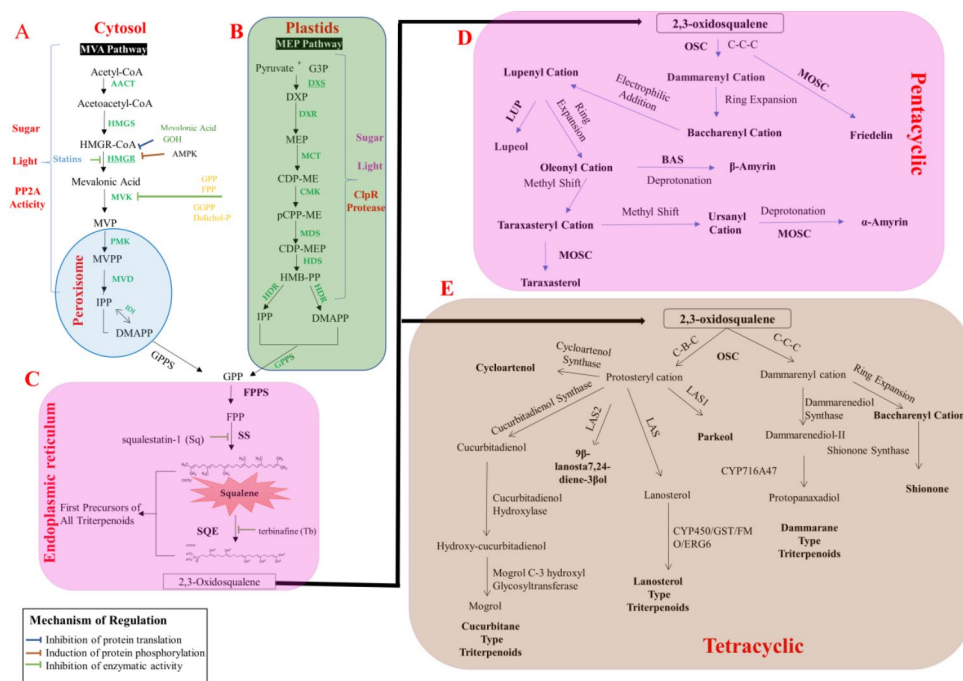 A
Cytosol
MVA Pathway
Acetyl-CoA
AACT
Acetoacetyl-CoA
HMGS
Sugar
HMGR-CoA
Mevalonic Acid
GOH
AMPK
Light
Statins
HMGR
Mevalonic Acid
PP2A
Acticity
MVK
GPP
FPP
GGPP
Dolichol-P
MVP
Peroxisome
PMK
MVPP
MVD
IPP
IDI
DMAPP
GPPS
B
Plastids
MEP Pathway
Pyruvate + G3P
DXS
DXP
DXR
MEP
MCT
CDP-ME
CMK
pCPP-ME
MDS
CDP-MEP
HDS
HMB-PP
HDR
HDR
IPP
DMAPP
GPPS
Sugar
Light
ClpR
Protease
C
Endoplasmic reticulum
GPP
FPPS
FPP
squalestatin-1 (Sq)
SS
Squalene
First Precursors of
All Triterpenoids
SQE
terbinafine (Tb)
2,3-Oxidosqualene
Mechanism of Regulation
Inhibition of protein translation
Induction of protein phosphorylation
Inhibition of enzymatic activity
D
Pentacyclic
2,3-oxidosqualene
OSC
C-C-C
Lupenyl Cation
Electrophilic
Addition
Dammarenyl Cation
MOSC
LUP
Ring
Expansion
Ring Expansion
Baccharenyl Cation
Friedelin
Lupeol
Oleonyl Cation
BAS
Deprotonation
β-Amyrin
Methyl Shift
Taraxasteryl Cation
Methyl Shift
Ursanyl
Cation
Deprotonation
MOSC
α-Amyrin
MOSC
Taraxasterol
E
2,3-oxidosqualene
C-B-C
OSC
C-C-C
Cycloartenol
Cycloartenol
Synthase
Protosteryl cation
Dammarenyl cation
Ring Expansion
Cucurbitadienol Synthase
LAS2
LAS
LAS1
Dammarenediol
Synthase
Baccharenyl Cation
Cucurbitadienol
9β-
lanosta7,24-
diene-3βol
Parkeol
Dammarenediol-II
Shionone Synthase
Cucurbitadienol
Hydroxylase
Lanosterol
CYP716A47
Protopanaxadiol
Shionone
Hydroxy-cucurbitadienol
CYP450/GST/FM
O/ERG6
Dammarane
Type
Triterpenoids
Mogrol C-3 hydroxyl
Glycosyltransferase
Mogrol
Lanosterol
Type
Triterpenoids
Cucurbitane
Type
Triterpenoids
Tetracyclic